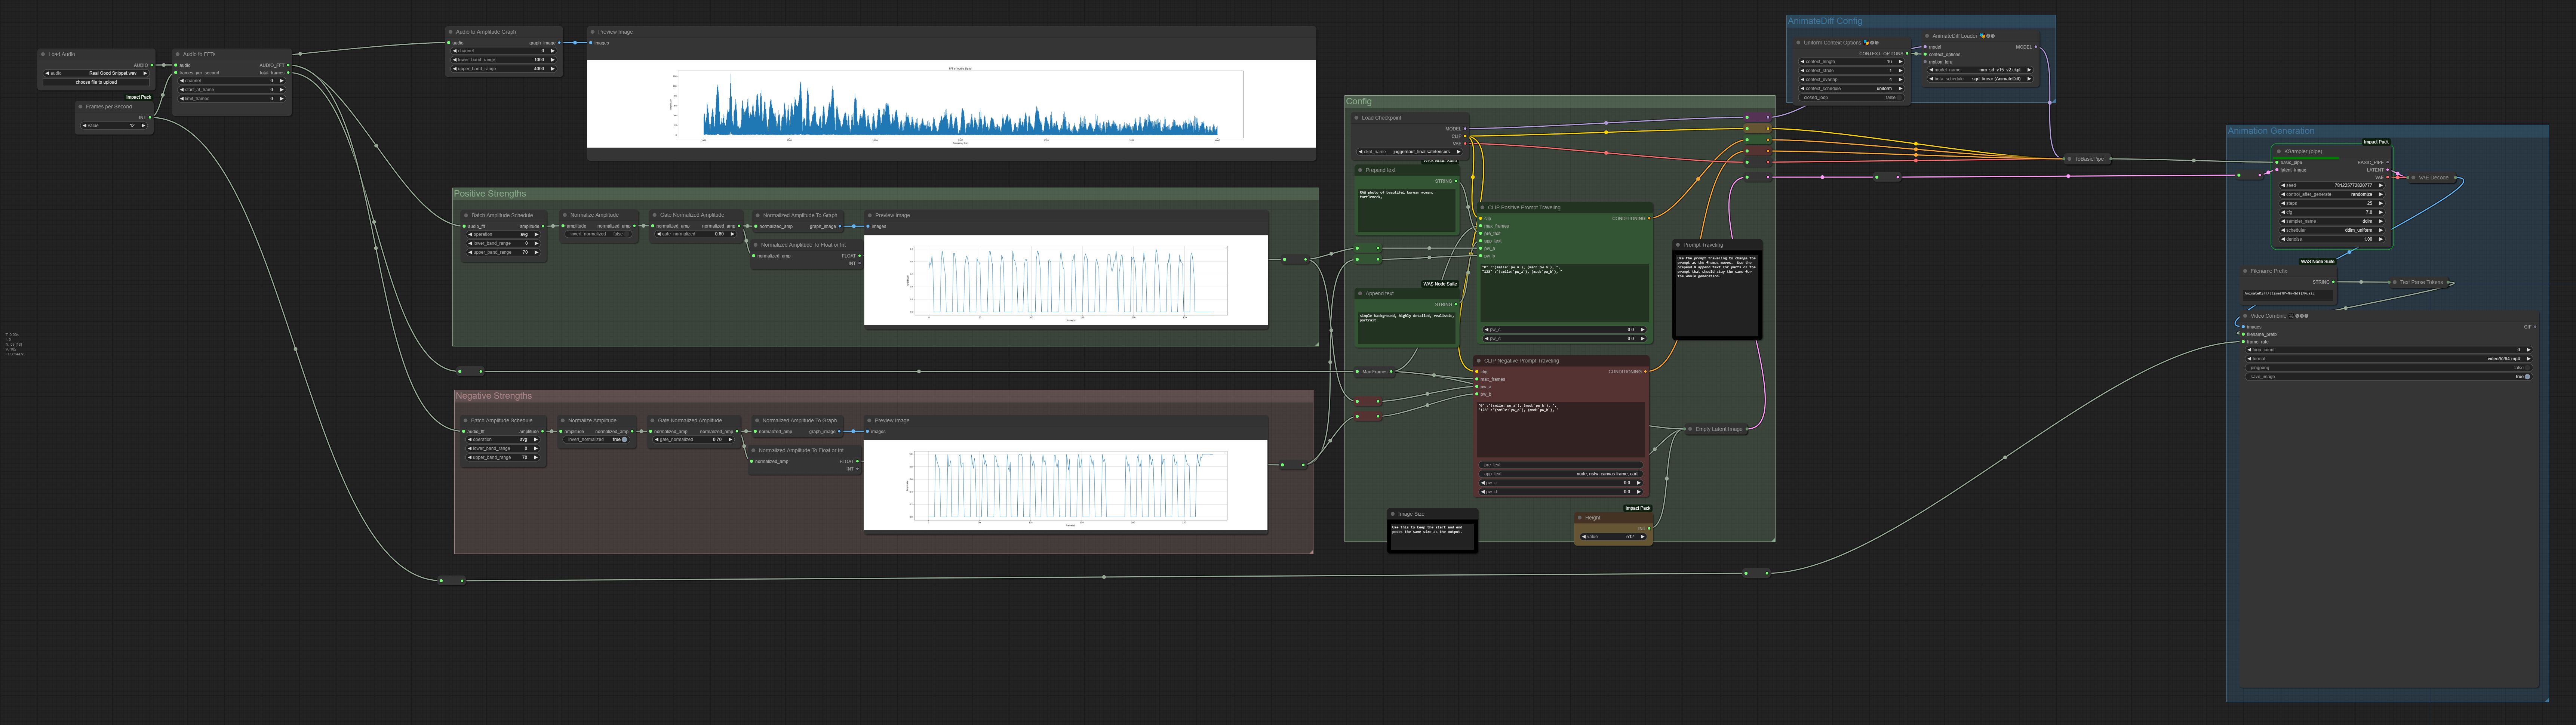 Load Audio
AUDIO
audio Real Good Snippet.wav
choose file to upload
Impact Pack
Frames per Second
INT
value 12
Audio to FFTs
audio AUDIO_FFT
frames_per_second total_frames
channel 0
start_at_frame 0
limit_frames 0
Audio to Amplitude Graph
audio graph_image
channel 0
lower_band_range 1000
upper_band_range 4000
Preview Image
images
Positive Strengths
Batch Amplitude Schedule
audio_fft amplitude
operation avg
lower_band_range 0
upper_band_range 70
Normalize Amplitude
amplitude normalized_amp
invert_normalized false
Gate Normalized Amplitude
normalized_amp normalized_amp
gate_normalized 0.60
Normalized Amplitude To Graph
normalized_amp graph_image
Normalized Amplitude To Float or Int
normalized_amp FLOAT
INT
Preview Image
images
Negative Strengths
Batch Amplitude Schedule
audio_fft amplitude
operation avg
lower_band_range 0
upper_band_range 70
Normalize Amplitude
amplitude normalized_amp
invert_normalized true
Gate Normalized Amplitude
normalized_amp normalized_amp
gate_normalized 0.70
Normalized Amplitude To Graph
normalized_amp graph_image
Normalized Amplitude To Float or Int
normalized_amp FLOAT
INT
Preview Image
images
Config
Load Checkpoint
MODEL
CLIP
VAE
ckpt_name juggernaut_final.safetensors
WAS Node Suite
Prepend text
STRING
RAW photo of beautiful korean woman,
turtleneck,
WAS Node Suite
Append text
STRING
simple background, highly detailed, realistic,
portrait
Max Frames
CLIP Positive Prompt Traveling
clip CONDITIONING
max_frames
pre_text
app_text
pw_a
pw_b
"0" :"(smile:`pw_a`), (mad:`pw_b`), ",
"128" :"(smile:`pw_a`), (mad:`pw_b`), "
pw_c 0.0
pw_d 0.0
CLIP Negative Prompt Traveling
clip CONDITIONING
max_frames
pw_a
pw_b
"0" :"(smile:`pw_a`), (mad:`pw_b`), ",
"128" :"(smile:`pw_a`), (mad:`pw_b`), "
pre_text
app_text nude, nsfw, canvas frame, cart
pw_c 0.0
pw_d 0.0
Prompt Traveling
Use the prompt traveling to change the
prompt as the frames moves. Use the
prepend & append text for parts of the
prompt that should stay the same for
the whole generation.
Empty Latent Image
Image Size
Use this to keep the start and end
poses the same size as the output.
Impact Pack
Height
INT
value 512
AnimateDiff Config
Uniform Context Options
CONTEXT_OPTIONS
context_length 16
context_stride 1
context_overlap 4
context_schedule uniform
closed_loop false
AnimateDiff Loader
model MODEL
context_options
motion_lora
model_name mm_sd_v15_v2.ckpt
beta_schedule sqrt_linear (AnimateDiff)
ToBasicPipe
Animation Generation
Impact Pack
KSampler (pipe)
basic_pipe BASIC_PIPE
latent_image LATENT
VAE
seed 781225772820777
control_after_generate randomize
steps 25
cfg 7.0
sampler_name ddim
scheduler ddim_uniform
denoise 1.00
VAE Decode
WAS Node Suite
Filename Prefix
STRING
Text Parse Tokens
Video Combine
images GIF
filename_prefix
frame_rate
loop_count 0
format video/h264-mp4
pingpong false
save_image true